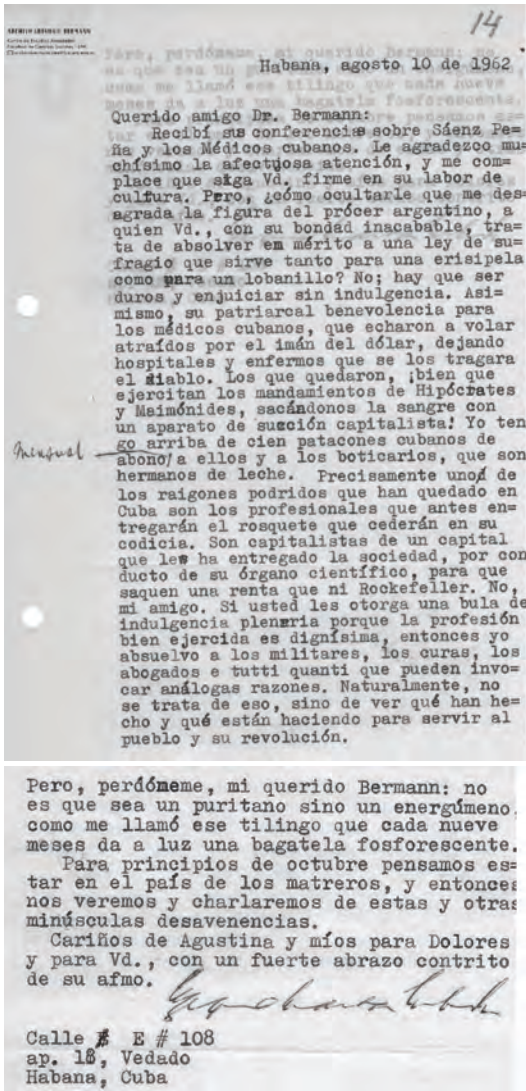 14
ARCHIVO GREGORIO BERMANN
Habana, agosto 10 de 1962
Querido amigo Dr. Bermann:
Recibí sus conferencias sobre Sáenz Pe=
ña y los Médicos cubanos. Le agradezco mu=
chísimo la afectuosa atención, y me com=
place que siga Vd. firme en su labor de
cultura. Pero, ¿cómo ocultarle que me des=
agrada la figura del prócer argentino, a
quien Vd., con su bondad inacabable, tra=
ta de absolver en mérito a una ley de su=
fragio que sirve tanto para una erisipela
como para un lobanillo? No; hay que ser
duros y enjuiciar sin indulgencia. Asi=
mismo, su patriarcal benevolencia para
los médicos cubanos, que echaron a volar
atraídos por el imán del dólar, dejando
hospitales y enfermos que se los tragara
el diablo. Los que quedaron, ¡bien que
ejercitan los mandamientos de Hipócrates
y Maimónides, sacándonos la sangre con
un aparato de succión capitalista! Yo ten
go arriba de cien patacones cubanos de
mensual
abono/a ellos y a los boticarios, que son
hermanos de leche. Precisamente uno de
los raigones podridos que han quedado en
Cuba son los profesionales que antes en=
tregarán el rosquete que cederán en su
codicia. Son capitalistas de un capital
que les ha entregado la sociedad, por con
ducto de su órgano científico, para que
saquen una renta que ni Rockefeller. No,
mi amigo. Si usted les otorga una bula de
indulgencia plenaria porque la profesión
bien ejercida es dignísima, entonces yo
absuelvo a los militares, los curas, los
abogados e tutti quanti que pueden invo=
car análogas razones. Naturalmente, no
se trata de eso, sino de ver qué han he=
cho y qué están haciendo para servir al
pueblo y su revolución.
Pero, perdóneme, mi querido Bermann: no
es que sea un puritano sino un energúmeno,
como me llamó ese tilingo que cada nueve
meses da a luz una bagatela fosforescente.
Para principios de octubre pensamos es=
tar en el país de los matreros, y entonces
nos veremos y charlaremos de estas y otras
minúsculas desavenencias.
Cariños de Agustina y míos para Dolores
y para Vd., con un fuerte abrazo contrito
de su afmo.
Calle E # 108
ap. 18, Vedado
Habana, Cuba